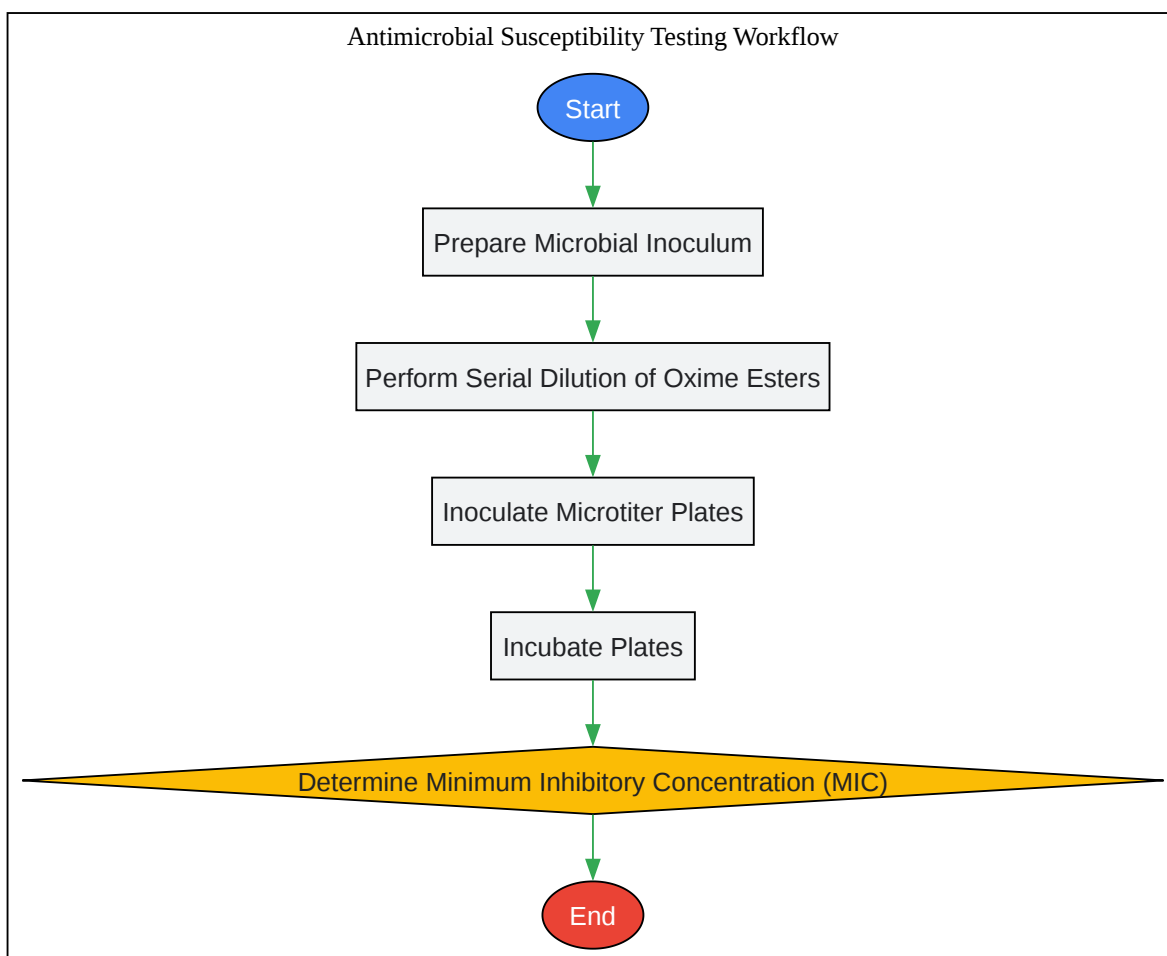 Antimicrobial Susceptibility Testing Workflow
Start
Prepare Microbial Inoculum
Perform Serial Dilution of Oxime Esters
Inoculate Microtiter Plates
Incubate Plates
Determine Minimum Inhibitory Concentration (MIC)
End